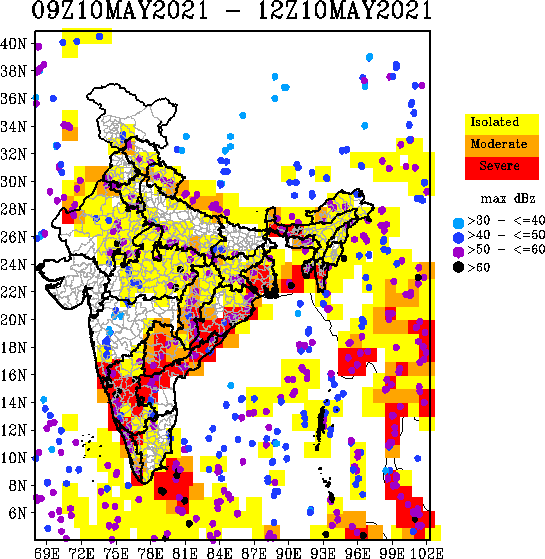 09Z10MAY2021 - 12Z10MAY2021
40N
38N
36N
34N
32N
30N
28N
26N
24N
22N
20N
18N
16N
14N
12N
10N
8N
6N
69E 72E 75E 78E 81E 84E 87E 90E 93E 96E 99E 102E
Isolated
Moderate
Severe
max dBz
>30 - <=40
>40 - <=50
>50 - <=60
>60